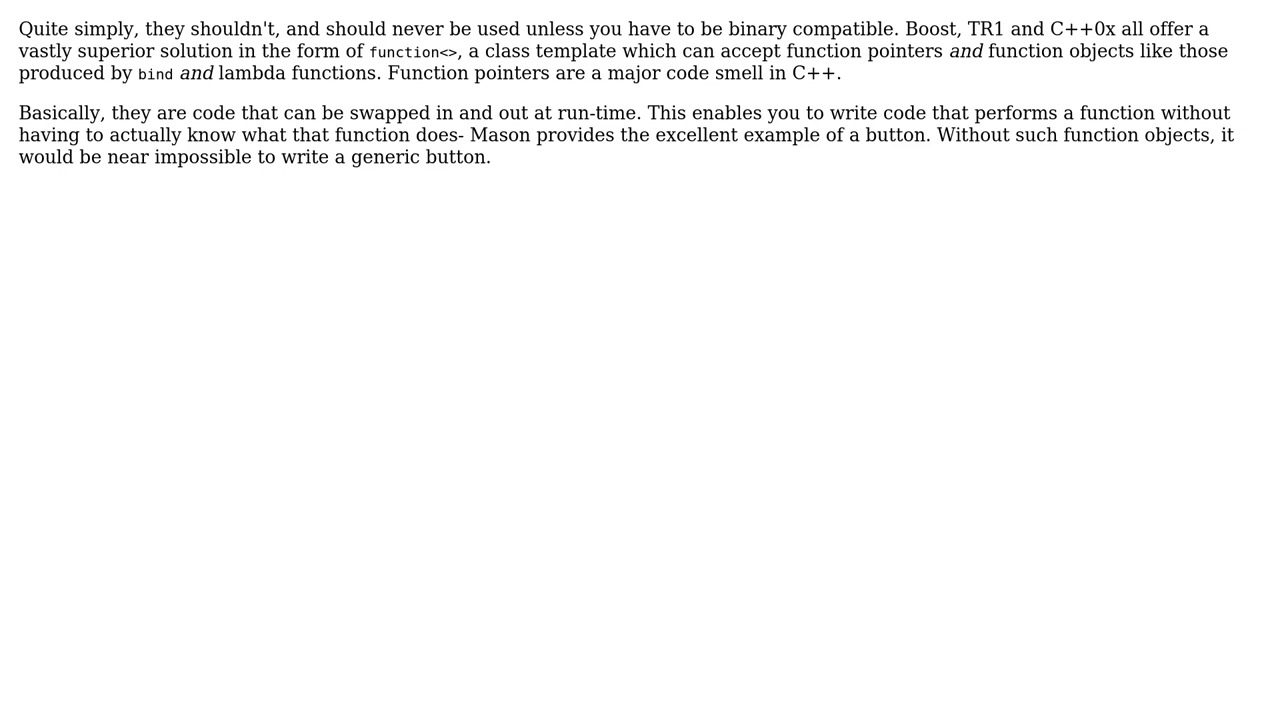 Quite simply, they shouldn't, and should never be used unless you have to be binary compatible. Boost, TR1 and C++0x all offer a
vastly superior solution in the form of function<>, a class template which can accept function pointers and function objects like those
produced by bind and lambda functions. Function pointers are a major code smell in C++.
Basically, they are code that can be swapped in and out at run-time. This enables you to write code that performs a function without
having to actually know what that function does- Mason provides the excellent example of a button. Without such function objects, it
would be near impossible to write a generic button.